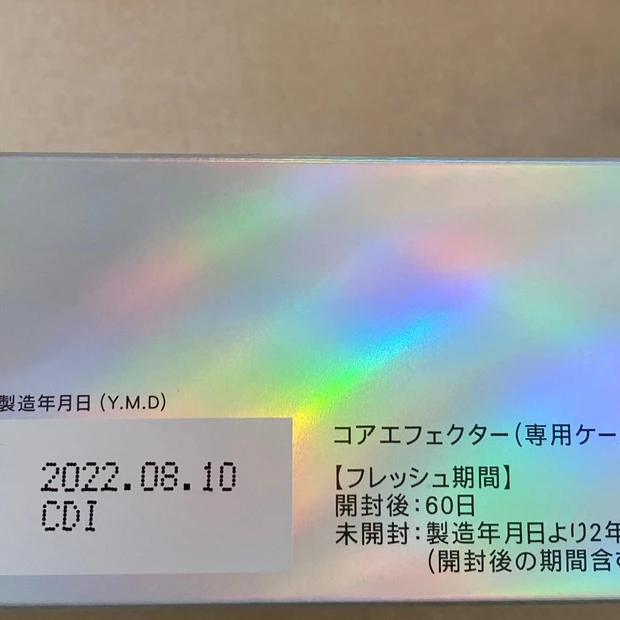 製造年月日 (Y.M.D)
2022.08.10
CDI
コアエフェクター(専用ケー
【フレッシュ期間】
開封後:60日
未開封:製造年月日より2年
(開封後の期間含む